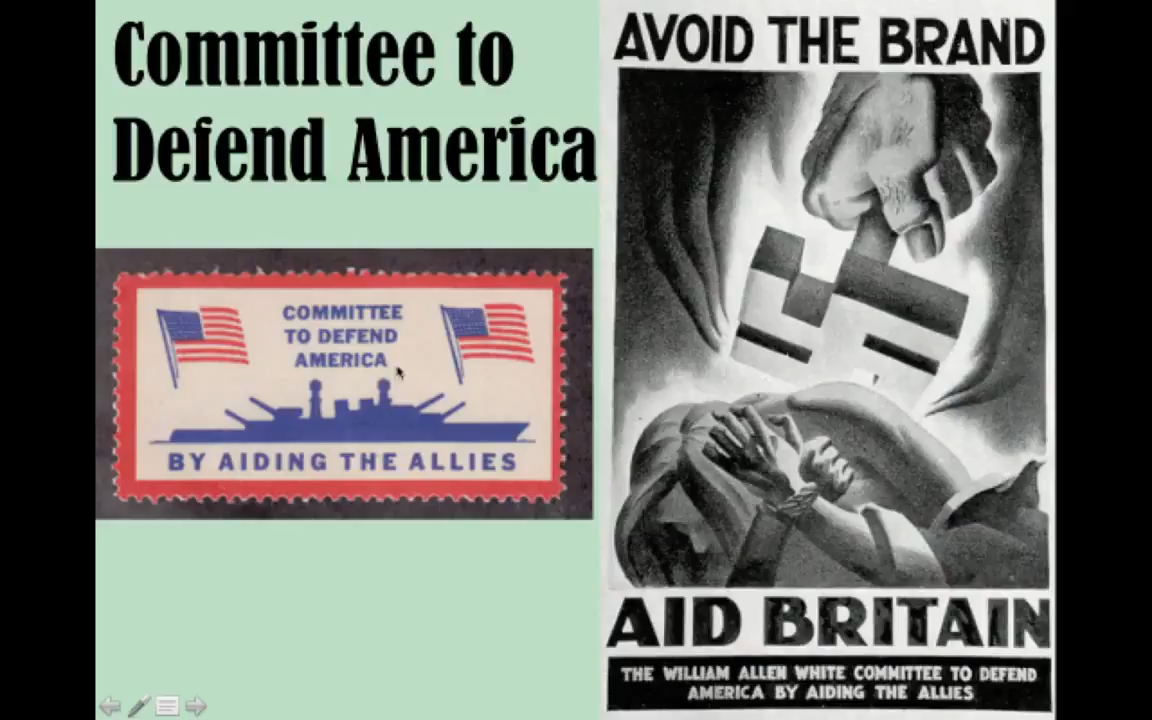 Committee to
Defend America
COMMITTEE
TO DEFEND
AMERICA
BY AIDING THE ALLIES
AVOID THE BRAND
AID BRITAIN
THE WILLIAM ALLEN WHITE COMMITTEE TO DEFEND
AMERICA BY AIDING THE ALLIES